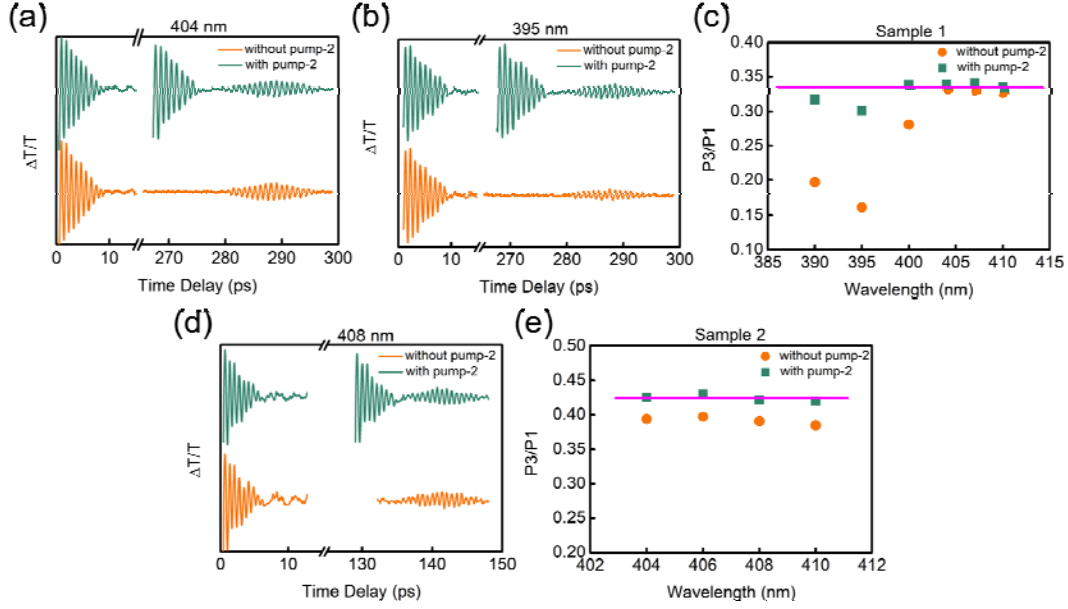 (a)
404 nm
without pump-2
with pump-2
ΔT/T
0 10 270 280 290 300
Time Delay (ps)
(b)
395 nm
without pump-2
with pump-2
ΔT/T
0 10 270 280 290 300
Time Delay (ps)
(c)
Sample 1
without pump-2
with pump-2
P3/P1
0.40
0.35
0.30
0.25
0.20
0.15
0.10
385 390 395 400 405 410 415
Wavelength (nm)
(d)
408 nm
without pump-2
with pump-2
ΔT/T
0 10 130 140 150
Time Delay (ps)
(e)
Sample 2
without pump-2
with pump-2
P3/P1
0.50
0.45
0.40
0.35
0.30
0.25
0.20
402 404 406 408 410 412
Wavelength (nm)